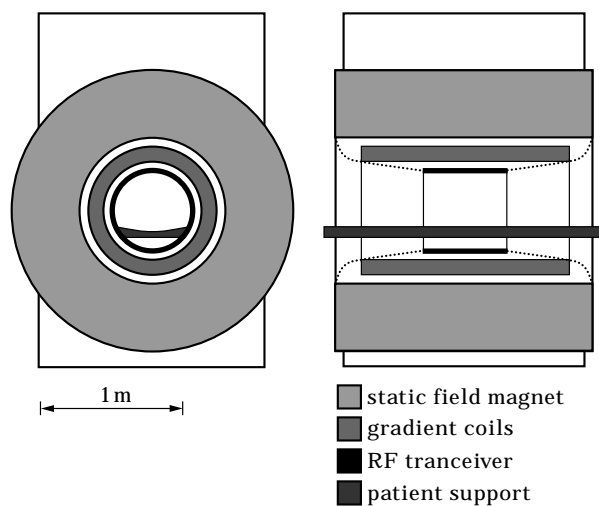 1 m
static field magnet
gradient coils
RF tranceiver
patient support